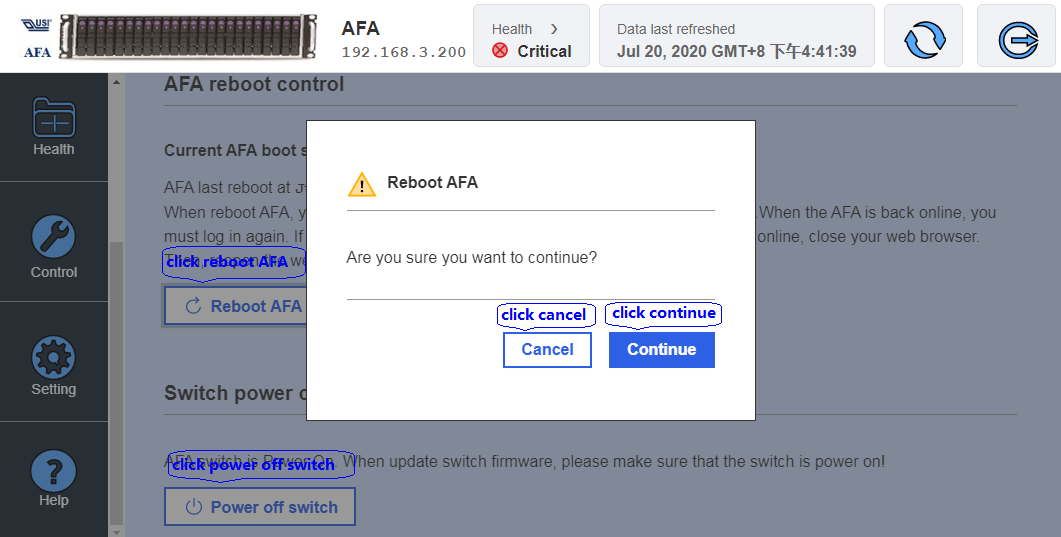 USI
AFA
AFA
192.168.3.200
Health >
Critical
Data last refreshed
Jul 20, 2020 GMT+8 下午4:41:39
Health
Control
Setting
Help
AFA reboot control
Current AFA boot s
AFA last reboot at
When reboot AFA, y
.When the AFA is back online, you
must log in again. If
online, close your web browser.
click reboot AFA
Reboot AFA
Reboot AFA
Are you sure you want to continue?
click cancel
click continue
Cancel
Continue
Switch power
AFA switch is Power On. When update switch firmware, please make sure that the switch is power on!
click power off switch
Power off switch